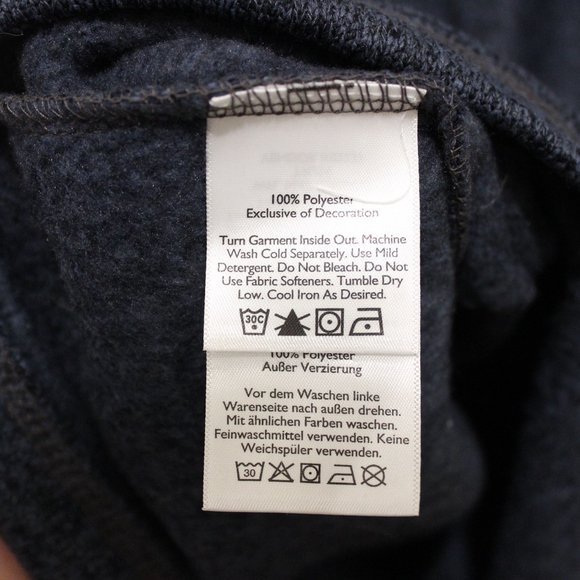 100% Polyester
Exclusive of Decoration
Turn Garment Inside Out. Machine
Wash Cold Separately. Use Mild
Detergent. Do Not Bleach. Do Not
Use Fabric Softeners. Tumble Dry
Low. Cool Iron As Desired.
30C
100% Polyester
Außer Verzierung
Vor dem Waschen linke
Warenseite nach außen drehen.
Mit ähnlichen Farben waschen.
Feinwaschmittel verwenden. Keine
Weichspüler verwenden.
30